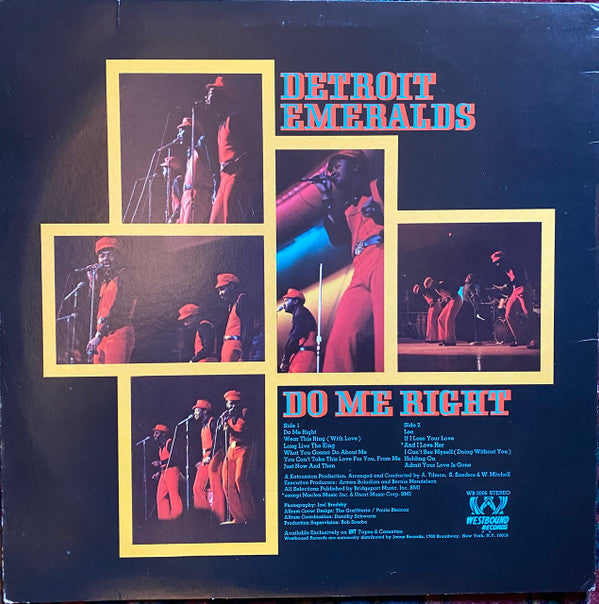 DETROIT
EMERALDS
DO ME RIGHT
Side 1
Do Me Right
Wear This Ring (With Love)
Long Live The King
What You Gonna Do About Me
You Can't Take This Love For You, From Me
Just Now And Then
Side 2
Lee
If I Lose Your Love
*And I Love Her
I Can't See Myself (Doing Without You)
Holding On
Admit Your Love Is Gone
A Entourion Production. Arranged and Conducted by A. Tilmon, S. Sanders & W. Mitchell
Executive Producers: Armen Boladian and Bernie Mendelson
All Selections Published by Bridgeport Music, Inc. BMI
*except Maclen Music Inc. & Unart Music Corp. BMI
Photography: Joel Brodsky
Album Cover Design: The Graffiteria / Paula Bisacca
Album Coordination: Dorothy Schwartz
Production Supervision: Bob Scerbo
Available Exclusively on GRT Tapes & Cassettes
Westbound Records are nationally distributed by Janus Records, 1700 Broadway, New York, N.Y. 10019
WB 2006 STEREO
WESTBOUND
RECORDS